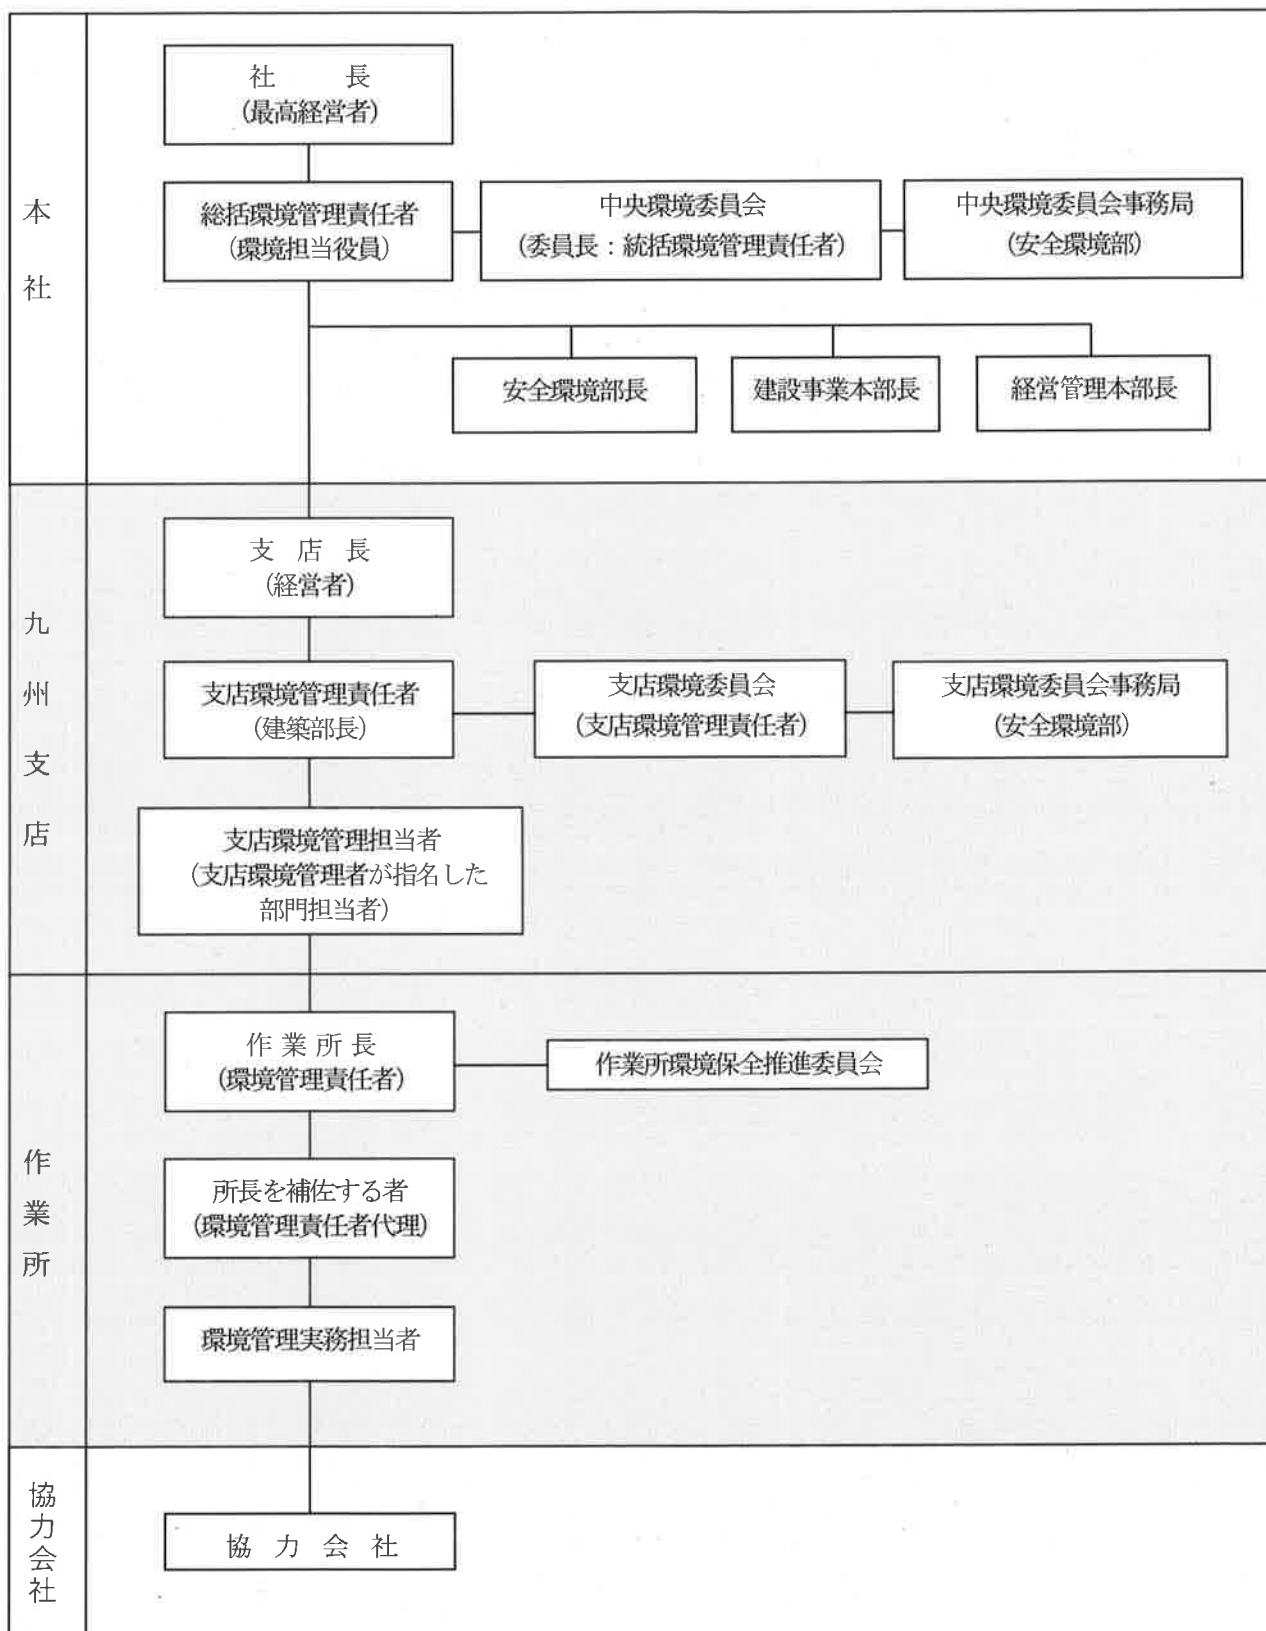 本社
社長
(最高経営者)
総括環境管理責任者
(環境担当役員)
中央環境委員会
(委員長：統括環境管理責任者)
中央環境委員会事務局
(安全環境部)
安全環境部長
建設事業本部長
経営管理本部長
九州支店
支店長
(経営者)
支店環境管理責任者
(建築部長)
支店環境委員会
(支店環境管理責任者)
支店環境委員会事務局
(安全環境部)
支店環境管理担当者
(支店環境管理者が指名した
部門担当者)
作業所
作業所長
(環境管理責任者)
作業所環境保全推進委員会
所長を補佐する者
(環境管理責任者代理)
環境管理実務担当者
協力会社
協力会社